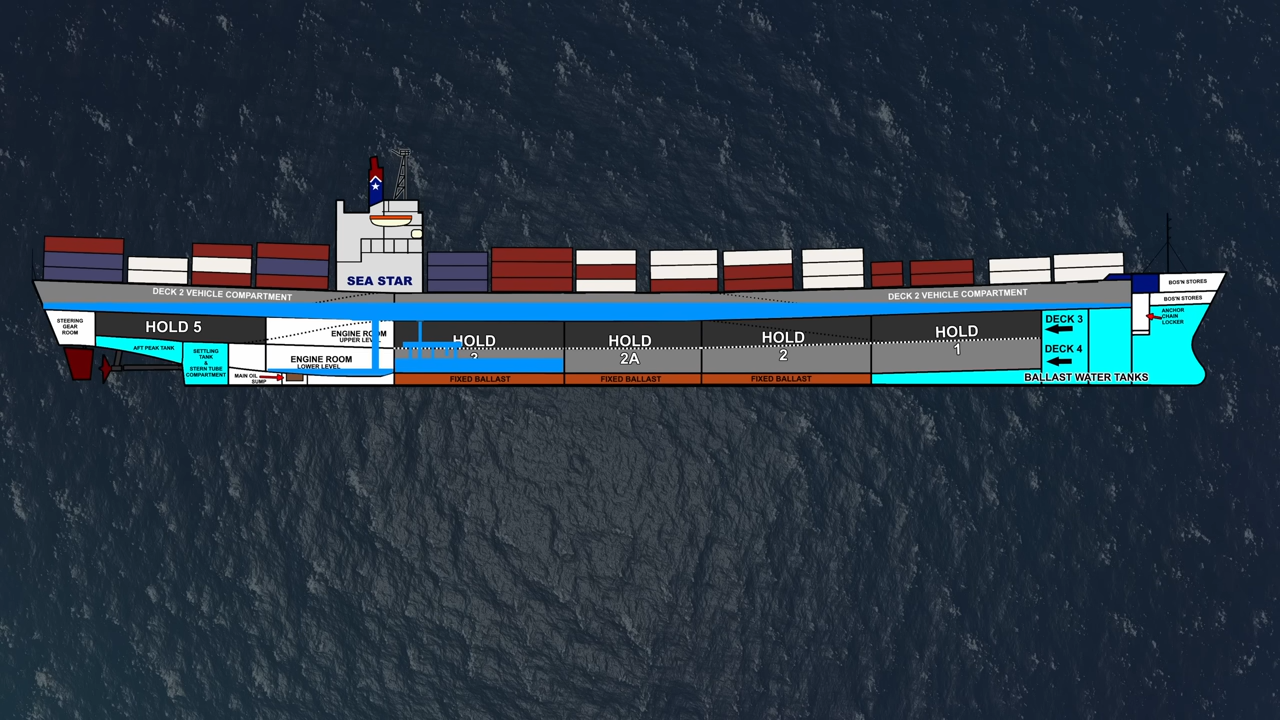 SEA STAR
DECK 2 VEHICLE COMPARTMENT
DECK 2 VEHICLE COMPARTMENT
BOS'N STORES
BOS'N STORES
STEERING
GEAR
ROOM
HOLD 5
AFT PEAK TANK
SETTLING
TANK
&
STERN TUBE
COMPARTMENT
ENGINE ROOM
UPPER LEVEL
ENGINE ROOM
LOWER LEVEL
MAIN OIL
SUMP
HOLD
3
HOLD
2A
HOLD
2
HOLD
1
DECK 3
DECK 4
ANCHOR
CHAIN
LOCKER
FIXED BALLAST
FIXED BALLAST
FIXED BALLAST
BALLAST WATER TANKS